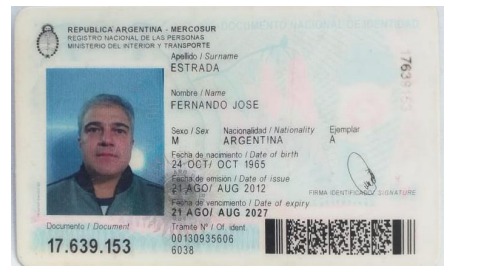 REPUBLICA ARGENTINA - MERCOSUR
REGISTRO NACIONAL DE LAS PERSONAS
MINISTERIO DEL INTERIOR Y TRANSPORTE
DOCUMENTO NACIONAL DE IDENTIDAD
Apellido / Surname
ESTRADA
Nombre / Name
FERNANDO JOSE
Sexo / Sex Nacionalidad / Nationality Ejemplar
M ARGENTINA A
Fecha de nacimiento / Date of birth
24 OCT/ OCT 1965
Fecha de emisión / Date of issue
21 AGO/ AUG 2012
FIRMA IDENTIFICADO/ SIGNATURE
Fecha de vencimiento / Date of expiry
21 AGO/ AUG 2027
Documento / Document Tramite Nº / Of. ident
17.639.153 00130935606
6038